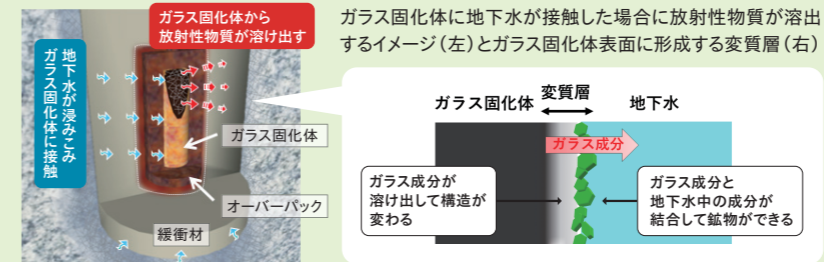 ガラス固化体から
放射性物質が溶け出す
地下水が浸みこみ
ガラス固化体に接触
ガラス固化体
オーバーパック
緩衝材
ガラス固化体に地下水が接触した場合に放射性物質が溶出
するイメージ(左)とガラス固化体表面に形成する変質層(右)
ガラス固化体
変質層
地下水
ガラス成分
ガラス成分が
溶け出して構造が
変わる
ガラス成分と
地下水中の成分が
結合して鉱物ができる